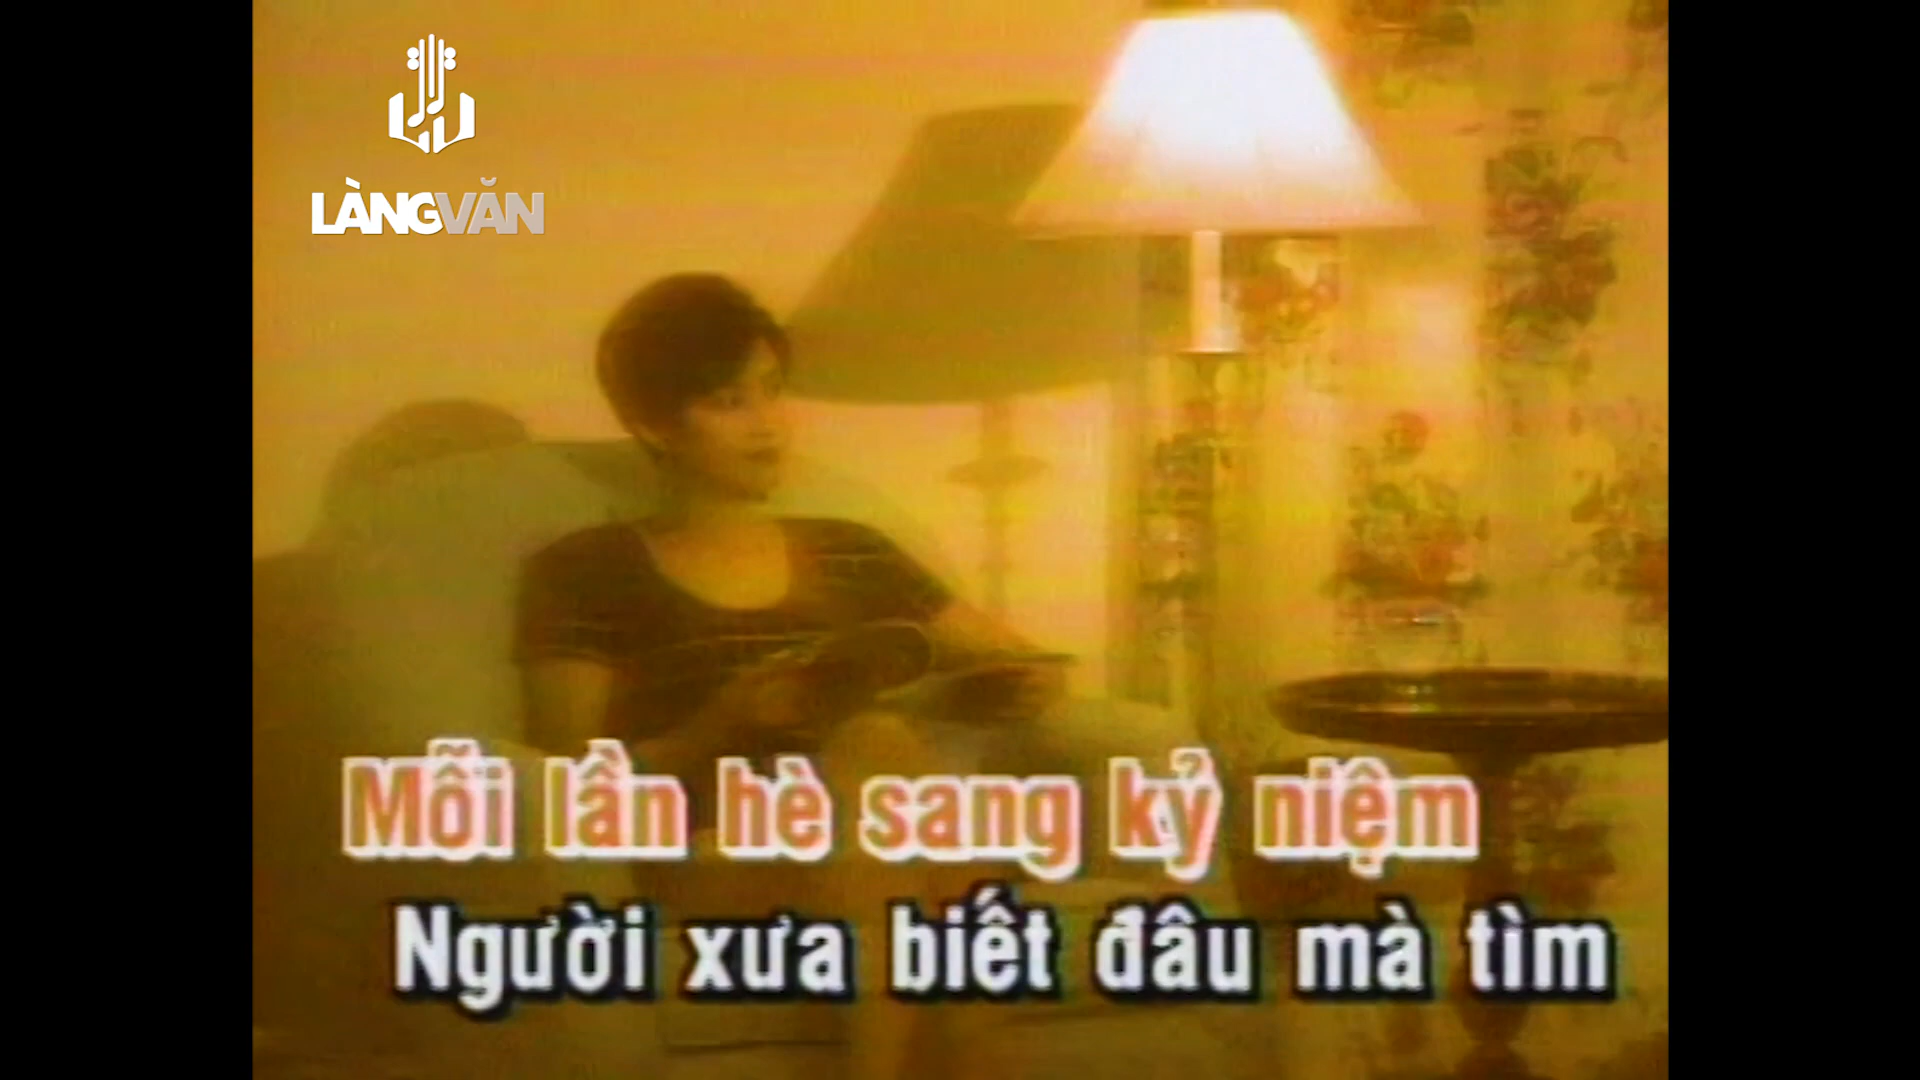 LÀNGVĂN
Mỗi lần hè sang kỷ niệm
Người xưa biết đâu mà tìm